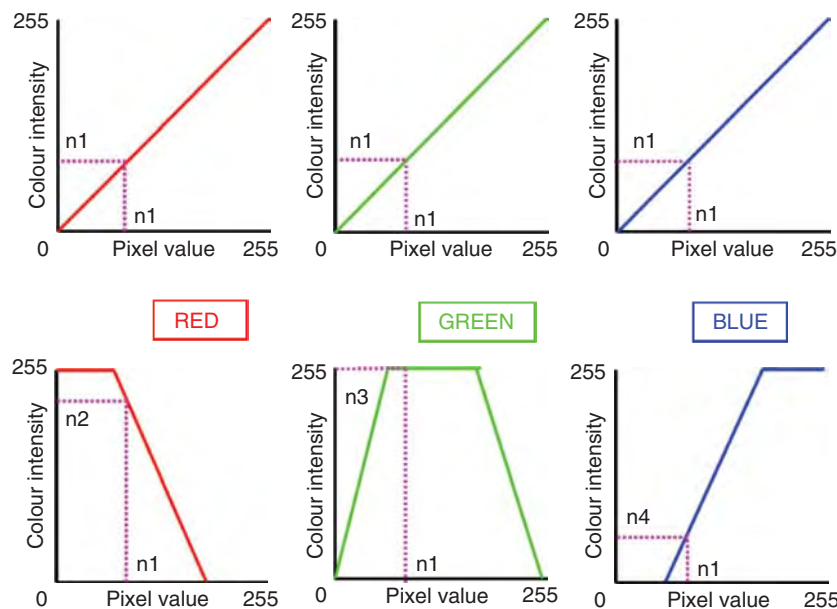 255
Colour intensity
n1
n1
0
Pixel value
255
255
Colour intensity
n1
n1
0
Pixel value
255
255
Colour intensity
n1
n1
0
Pixel value
255
RED
GREEN
BLUE
255
Colour intensity
n2
n1
0
Pixel value
255
255
Colour intensity
n3
n1
0
Pixel value
255
255
Colour intensity
n4
n1
0
Pixel value
255